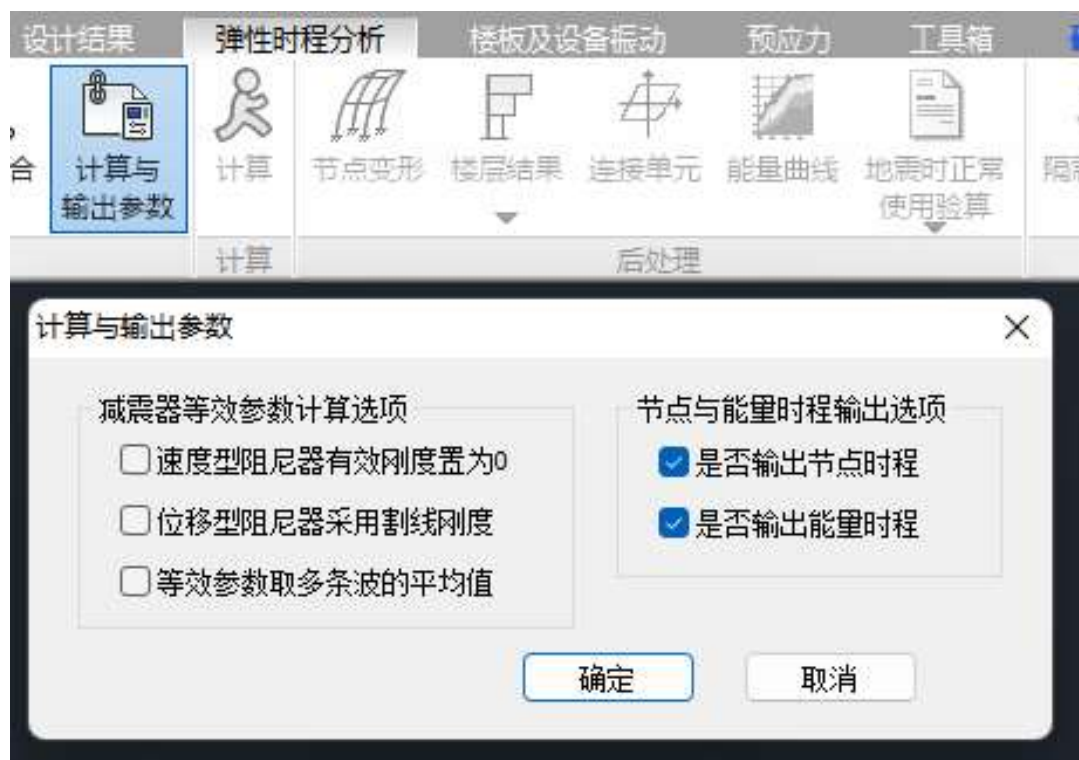 设计结果 弹性时程分析 楼板及设备振动 预应力 工具箱
合 计算与 计算 节点变形 楼层结果 连接单元 能量曲线 地震时正常 隔震
输出参数 使用验算
计算 后处理
计算与输出参数
减震器等效参数计算选项 节点与能量时程输出选项
速度型阻尼器有效刚度置为0 是否输出节点时程
位移型阻尼器采用割线刚度 是否输出能量时程
等效参数取多条波的平均值
确定 取消